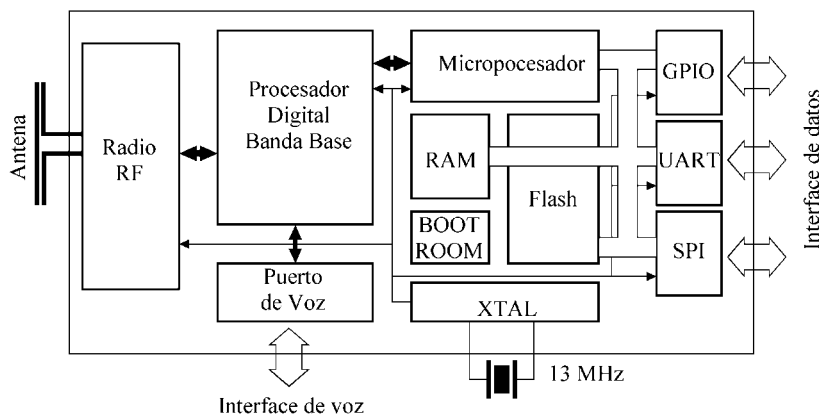 Antena
Radio
RF
Procesador
Digital
Banda Base
Micropocesador
RAM
BOOT
ROOM
Flash
GPIO
UART
SPI
Puerto
de Voz
XTAL
13 MHz
Interface de voz
Interface de datos